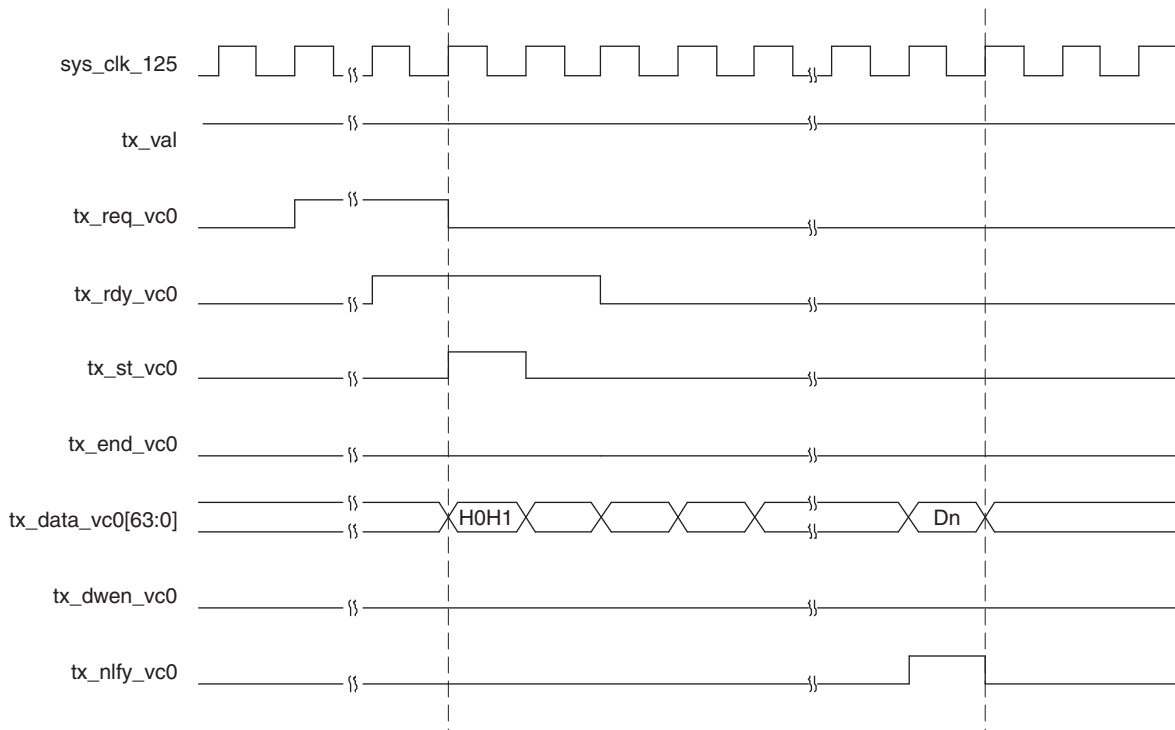 sys_clk_125
tx_val
tx_req_vc0
tx_rdy_vc0
tx_st_vc0
tx_end_vc0
tx_data_vc0[63:0]
H0H1
Dn
tx_dwen_vc0
tx_nlfy_vc0